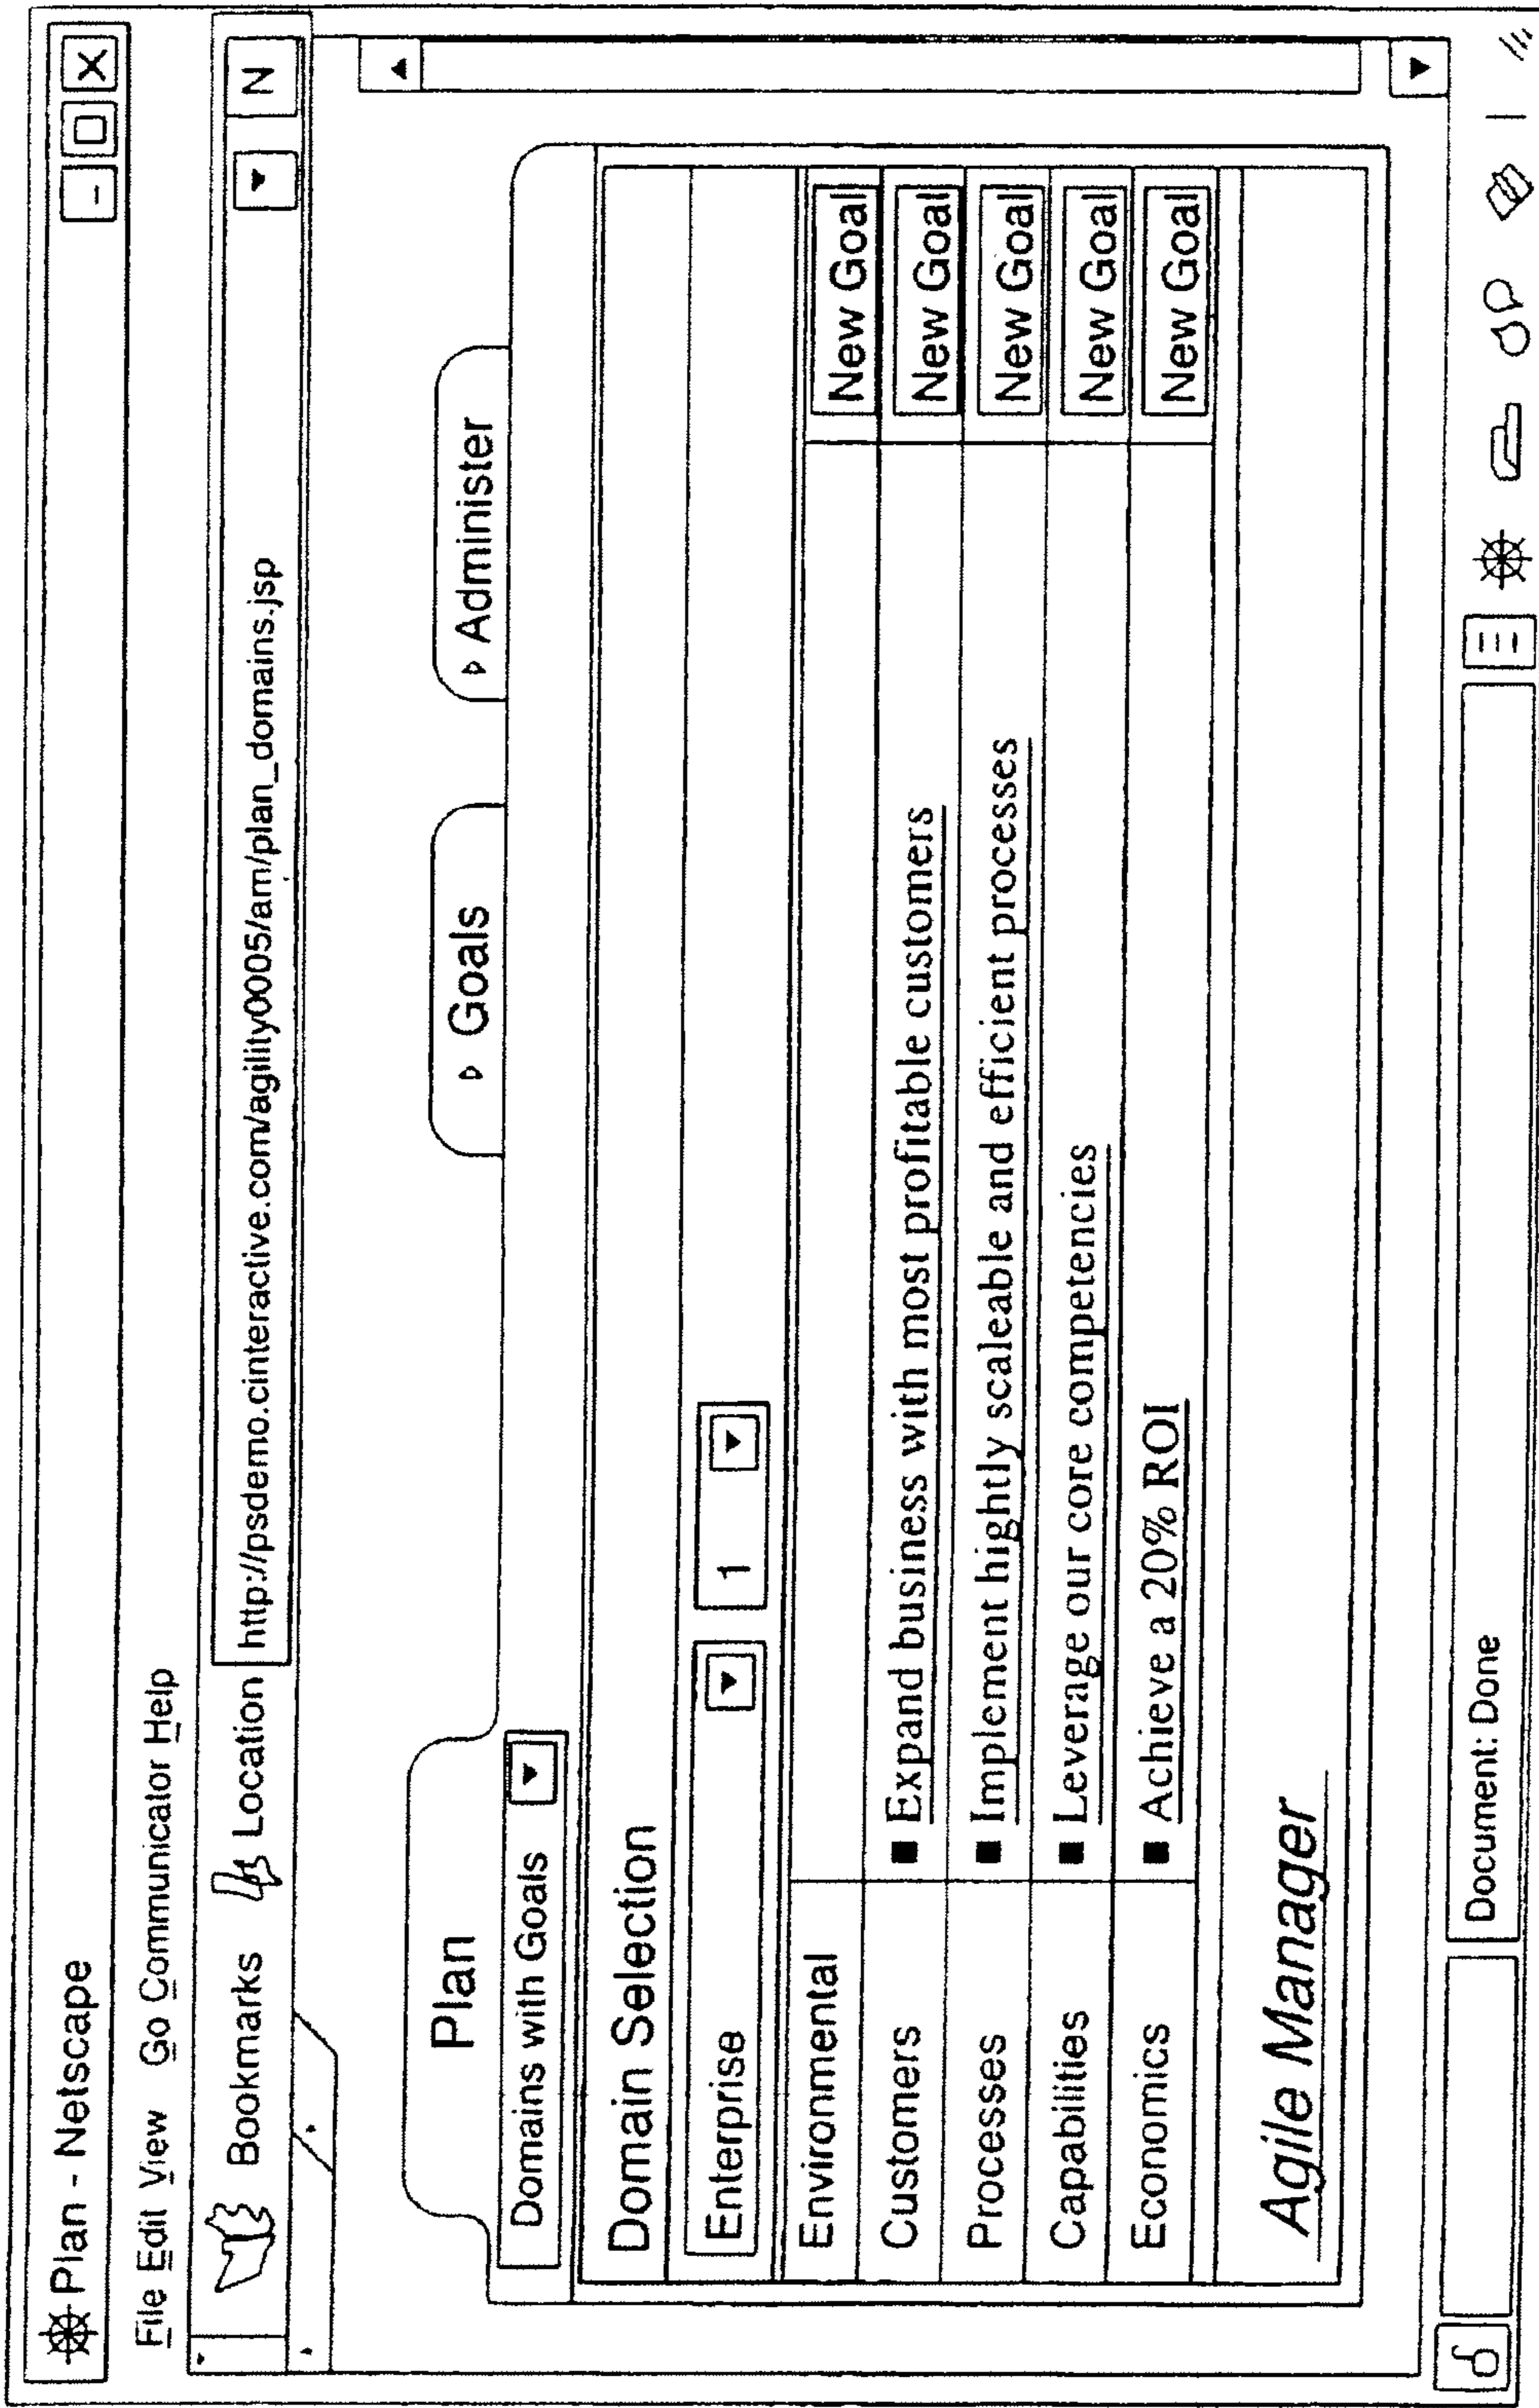 Plan - Netscape
File Edit View Go Communicator Help
Bookmarks Location http://psdemo.cinteractive.com/agility0005/am/plan_domains.jsp N
Plan Goals Administer
Domains with Goals
Domain Selection
Enterprise 1
Environmental New Goal
Customers ■ Expand business with most profitable customers New Goal
Processes ■ Implement hightly scaleable and efficient processes New Goal
Capabilities ■ Leverage our core competencies New Goal
Economics ■ Achieve a 20% ROI New Goal
Agile Manager
Document: Done